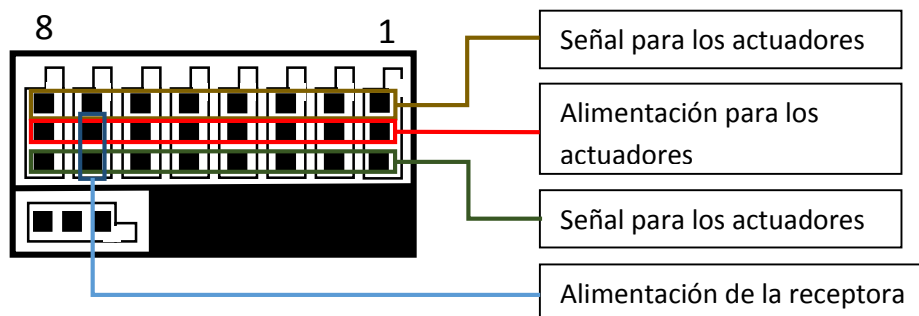 8 1
Señal para los actuadores
Alimentación para los
actuadores
Señal para los actuadores
Alimentación de la receptora